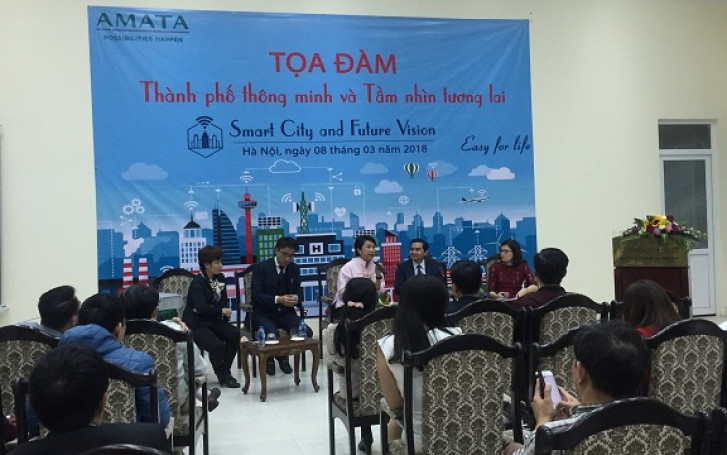 AMATA
POSSIBILITIES HAPPEN
TỌA ĐÀM
Thành phố thông minh và Tầm nhìn tương lai
Smart City and Future Vision
Hà Nội, ngày 08 tháng 03 năm 2018
Easy for life
H